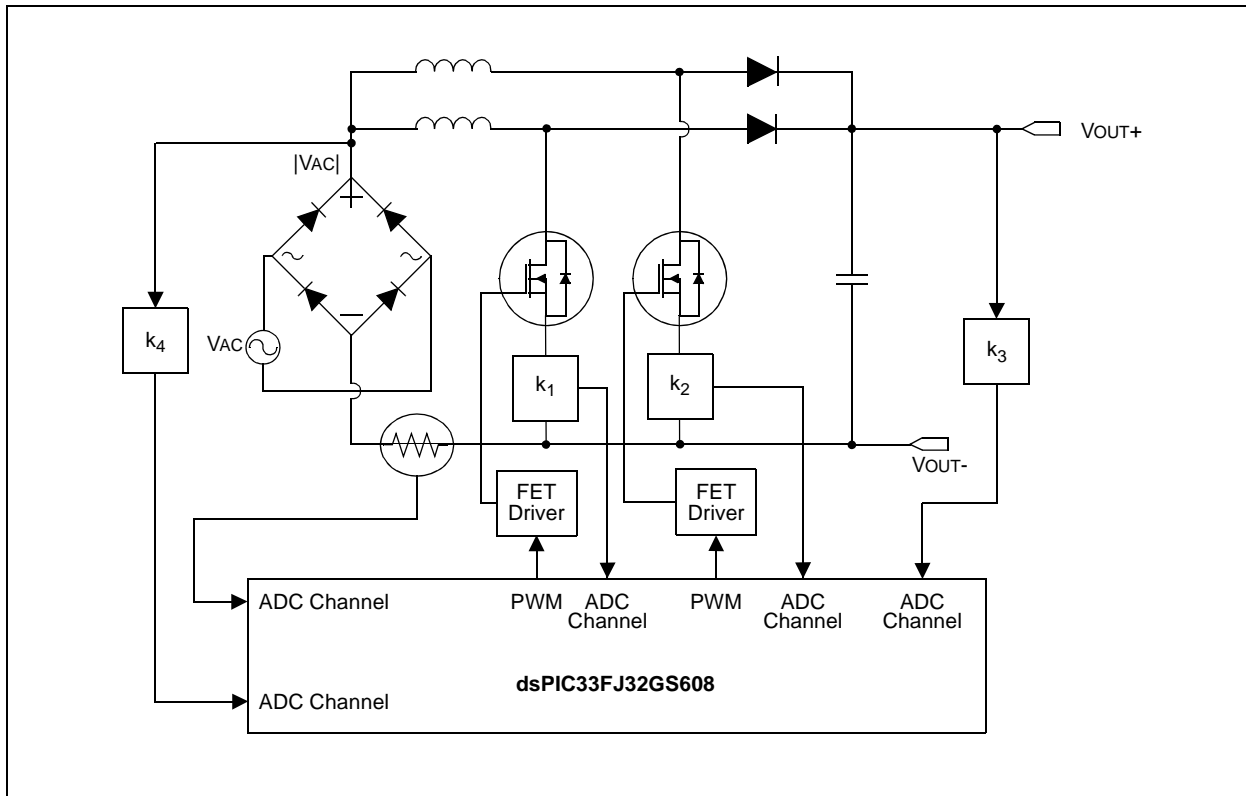 VOUT+
|VAC|
k4
VAC
k3
k1
k2
VOUT-
FET
Driver
FET
Driver
ADC Channel
PWM
ADC
Channel
PWM
ADC
Channel
ADC
Channel
dsPIC33FJ32GS608
ADC Channel